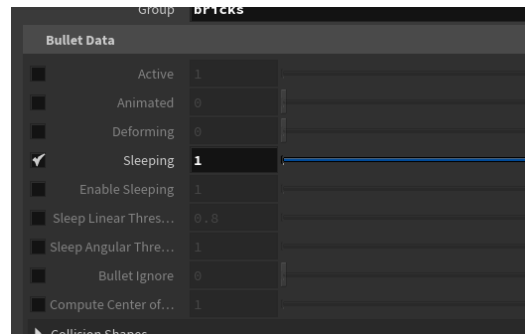 Group bricks
Bullet Data
Active 1
Animated 0
Deforming 0
Sleeping 1
Enable Sleeping 1
Sleep Linear Thres... 0.8
Sleep Angular Thre... 1
Bullet Ignore 0
Compute Center of... 1
Collision Shapes